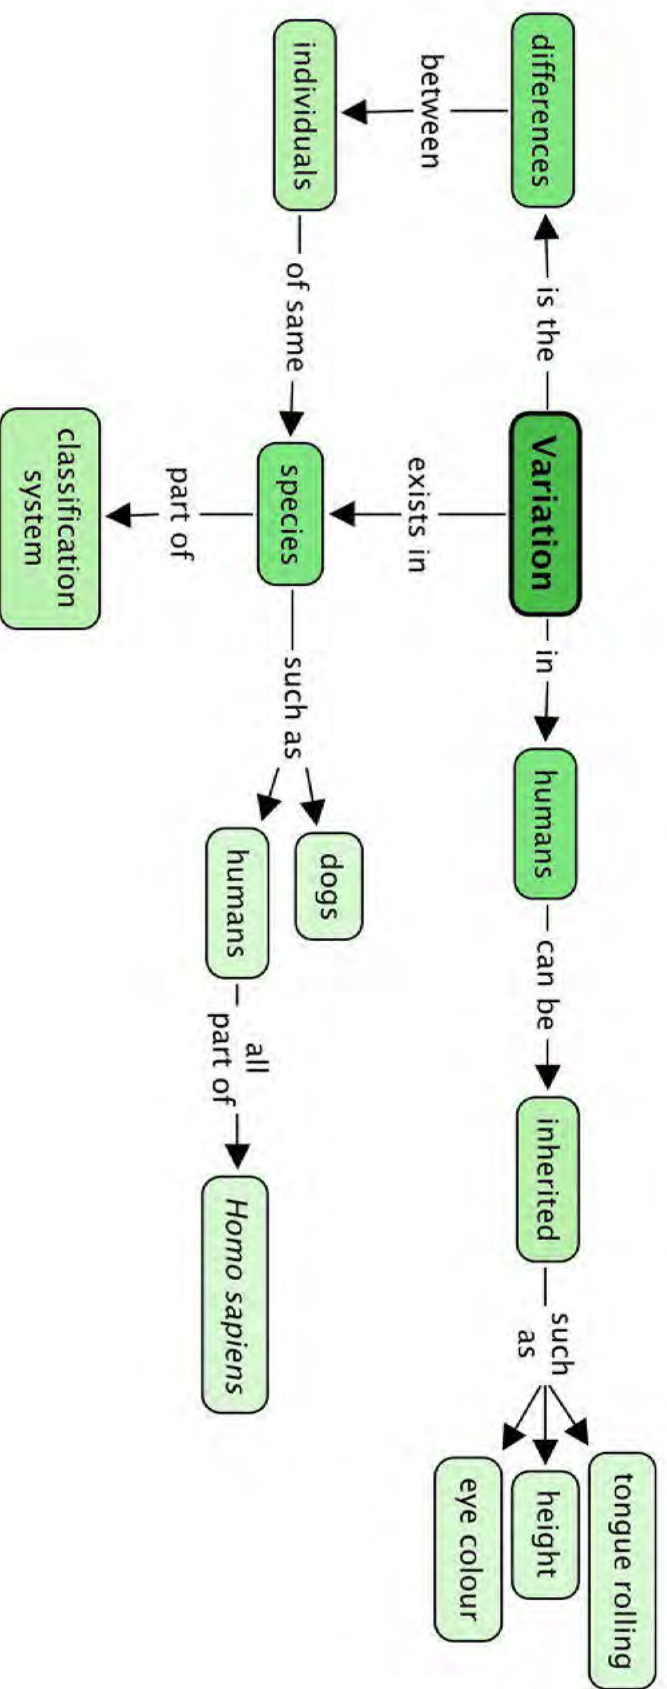 differences
is the
Variation
in
humans
can be
inherited
such
as
tongue rolling
height
eye colour
between
exists in
individuals
of same
species
such as
dogs
humans
all
part of
Homo sapiens
part of
classification
system